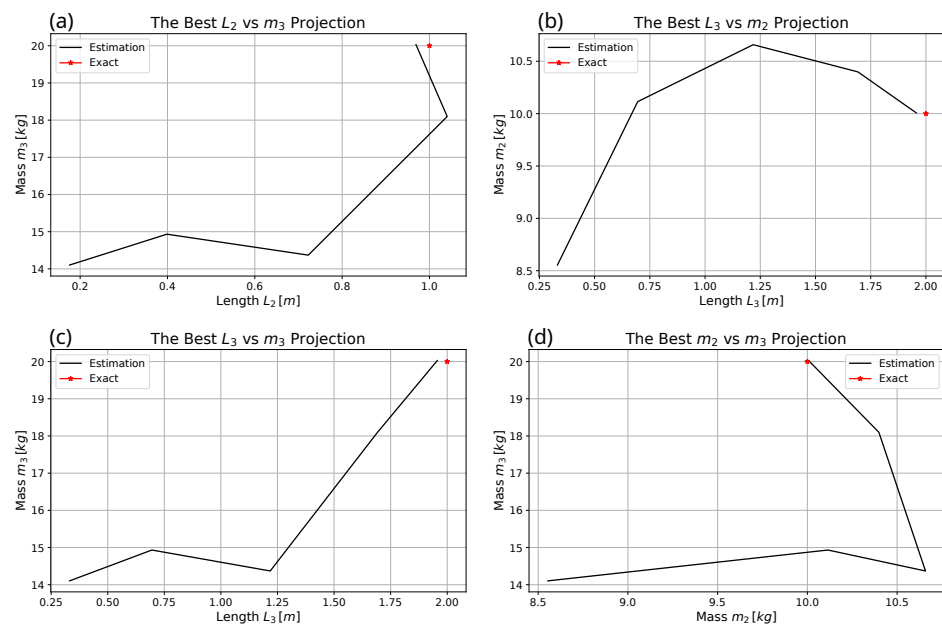 (a)
The Best L₂ vs m₃ Projection
Estimation
Exact
20
19
18
17
16
15
14
Mass m₃ [kg]
0.2 0.4 0.6 0.8 1.0
Length L₂ [m]
(b)
The Best L₃ vs m₂ Projection
Estimation
Exact
10.5
10.0
9.5
9.0
8.5
Mass m₂ [kg]
0.25 0.50 0.75 1.00 1.25 1.50 1.75 2.00
Length L₃ [m]
(c)
The Best L₃ vs m₃ Projection
Estimation
Exact
20
19
18
17
16
15
14
Mass m₃ [kg]
0.25 0.50 0.75 1.00 1.25 1.50 1.75 2.00
Length L₃ [m]
(d)
The Best m₂ vs m₃ Projection
Estimation
Exact
20
19
18
17
16
15
14
Mass m₃ [kg]
8.5 9.0 9.5 10.0 10.5
Mass m₂ [kg]